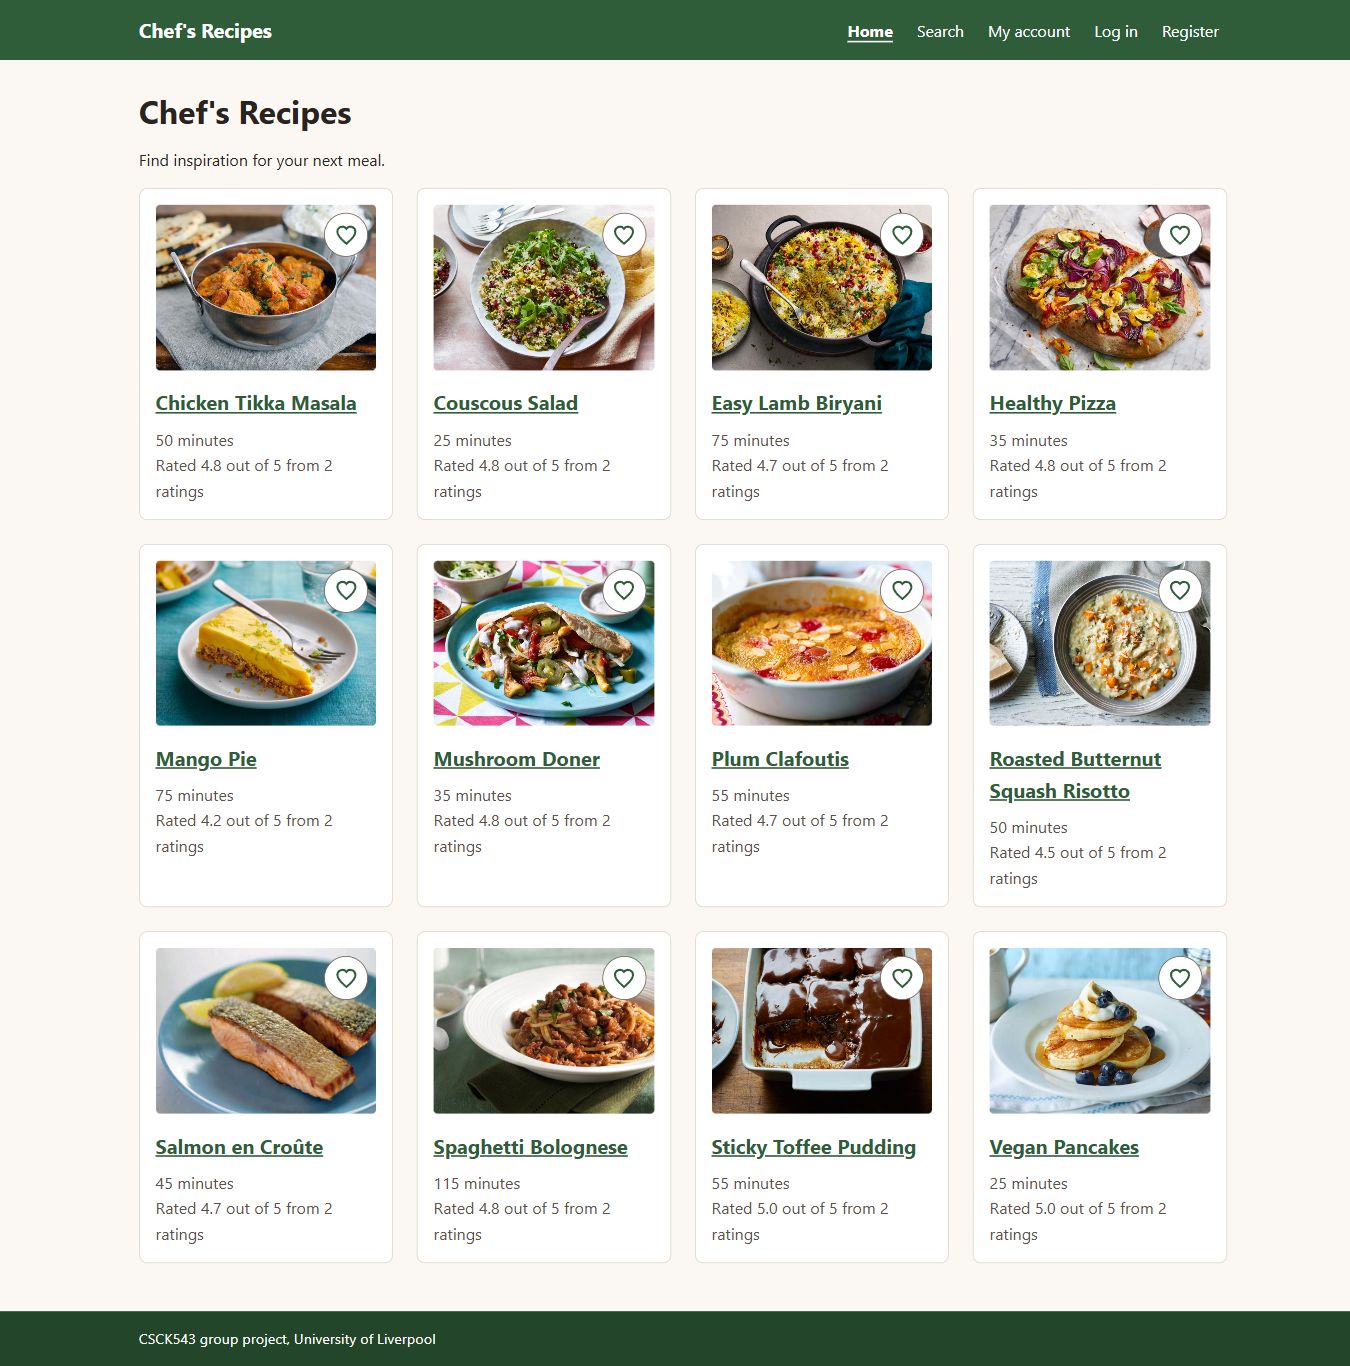 Chef's Recipes
Home Search My account Log in Register
Chef's Recipes
Find inspiration for your next meal.
Chicken Tikka Masala
50 minutes
Rated 4.8 out of 5 from 2
ratings
Couscous Salad
25 minutes
Rated 4.8 out of 5 from 2
ratings
Easy Lamb Biryani
75 minutes
Rated 4.7 out of 5 from 2
ratings
Healthy Pizza
35 minutes
Rated 4.8 out of 5 from 2
ratings
Mango Pie
75 minutes
Rated 4.2 out of 5 from 2
ratings
Mushroom Doner
35 minutes
Rated 4.8 out of 5 from 2
ratings
Plum Clafoutis
55 minutes
Rated 4.7 out of 5 from 2
ratings
Roasted Butternut
Squash Risotto
50 minutes
Rated 4.5 out of 5 from 2
ratings
Salmon en Croûte
45 minutes
Rated 4.7 out of 5 from 2
ratings
Spaghetti Bolognese
115 minutes
Rated 4.8 out of 5 from 2
ratings
Sticky Toffee Pudding
55 minutes
Rated 5.0 out of 5 from 2
ratings
Vegan Pancakes
25 minutes
Rated 5.0 out of 5 from 2
ratings
CSCK543 group project, University of Liverpool